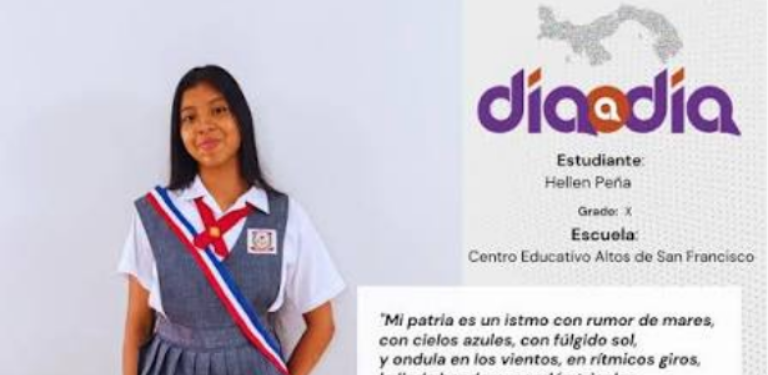 díaadía
Estudiante:
Hellen Peña
Grado: X
Escuela:
Centro Educativo Altos de San Francisco
"Mi patria es un istmo con rumor de mares,
con cielos azules, con fúlgido sol,
y ondula en los vientos, en rítmicos giros,